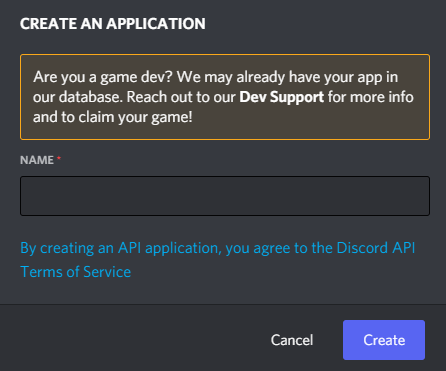 CREATE AN APPLICATION
Are you a game dev? We may already have your app in
our database. Reach out to our Dev Support for more info
and to claim your game!
NAME *
By creating an API application, you agree to the Discord API
Terms of Service
Cancel
Create